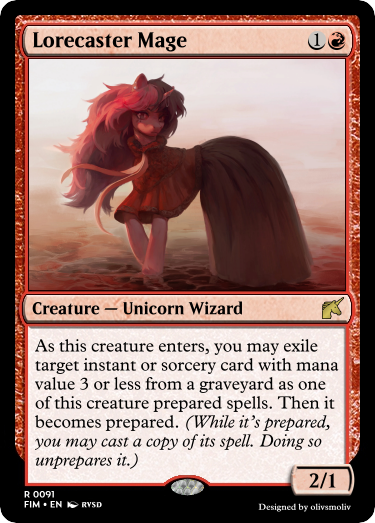 Lorecaster Mage 1
Creature — Unicorn Wizard
As this creature enters, you may exile
target instant or sorcery card with mana
value 3 or less from a graveyard as one
of this creature prepared spells. Then it
becomes prepared. (While it's prepared,
you may cast a copy of its spell. Doing so
unprepares it.)
2/1
R 0091
FIM • EN RVSD
Designed by olivsmoliv